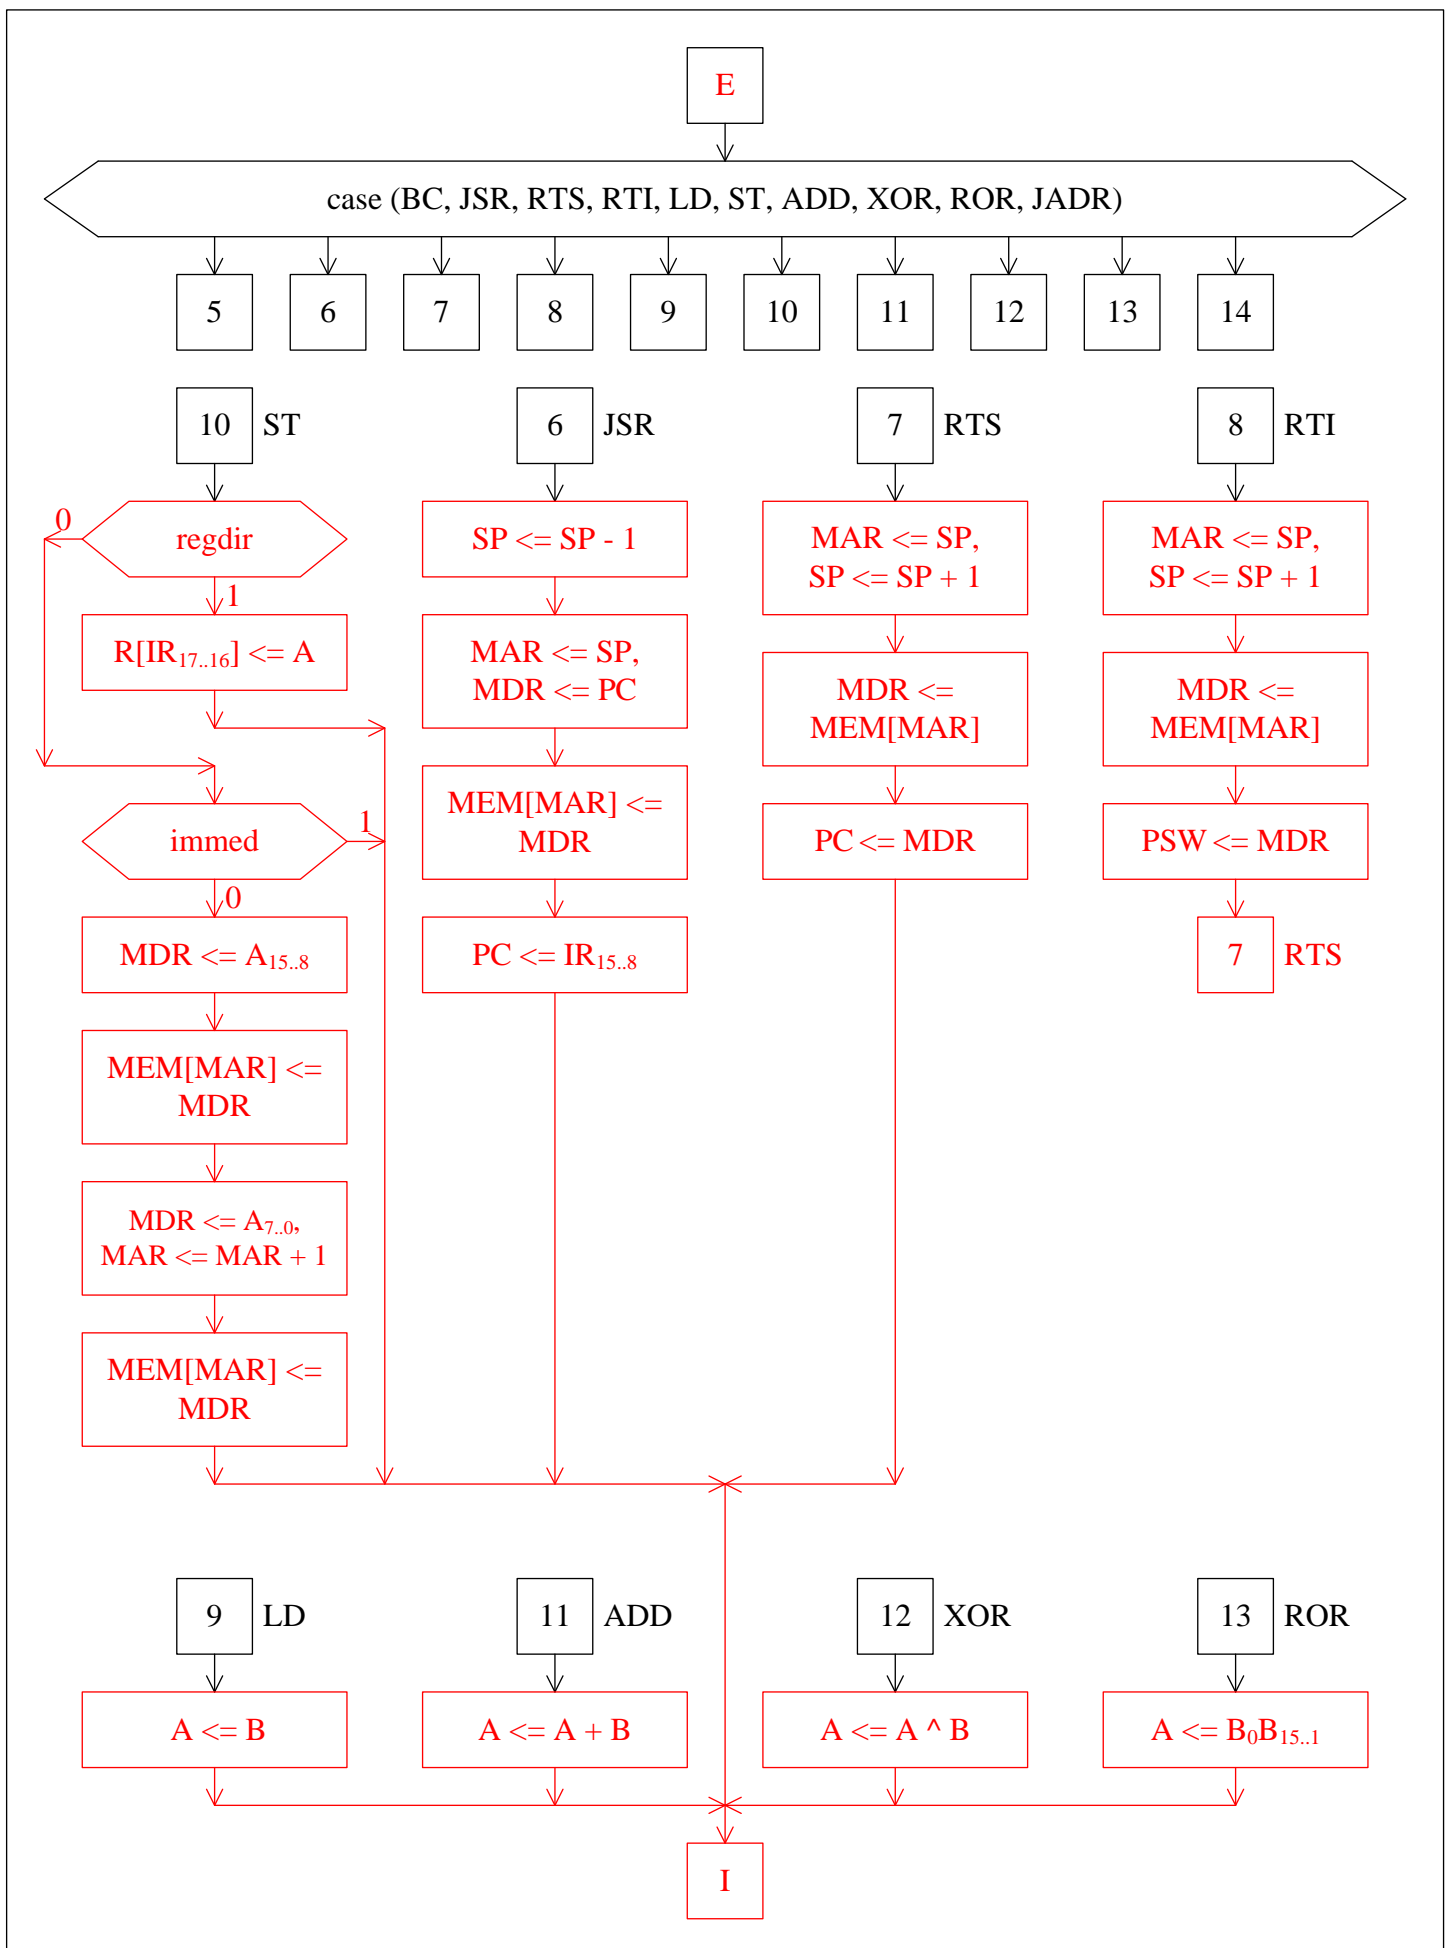 E
case (BC, JSR, RTS, RTI, LD, ST, ADD, XOR, ROR, JADR)
5 6 7 8 9 10 11 12 13 14
10 ST
0
regdir
1
R[IR17..16] <= A
immed
1
0
MDR <= A15..8
MEM[MAR] <=
MDR
MDR <= A7..0,
MAR <= MAR + 1
MEM[MAR] <=
MDR
6 JSR
SP <= SP - 1
MAR <= SP,
MDR <= PC
MEM[MAR] <=
MDR
PC <= IR15..8
7 RTS
MAR <= SP,
SP <= SP + 1
MDR <=
MEM[MAR]
PC <= MDR
8 RTI
MAR <= SP,
SP <= SP + 1
MDR <=
MEM[MAR]
PSW <= MDR
7 RTS
9 LD
A <= B
11 ADD
A <= A + B
12 XOR
A <= A ^ B
13 ROR
A <= B0B15..1
I